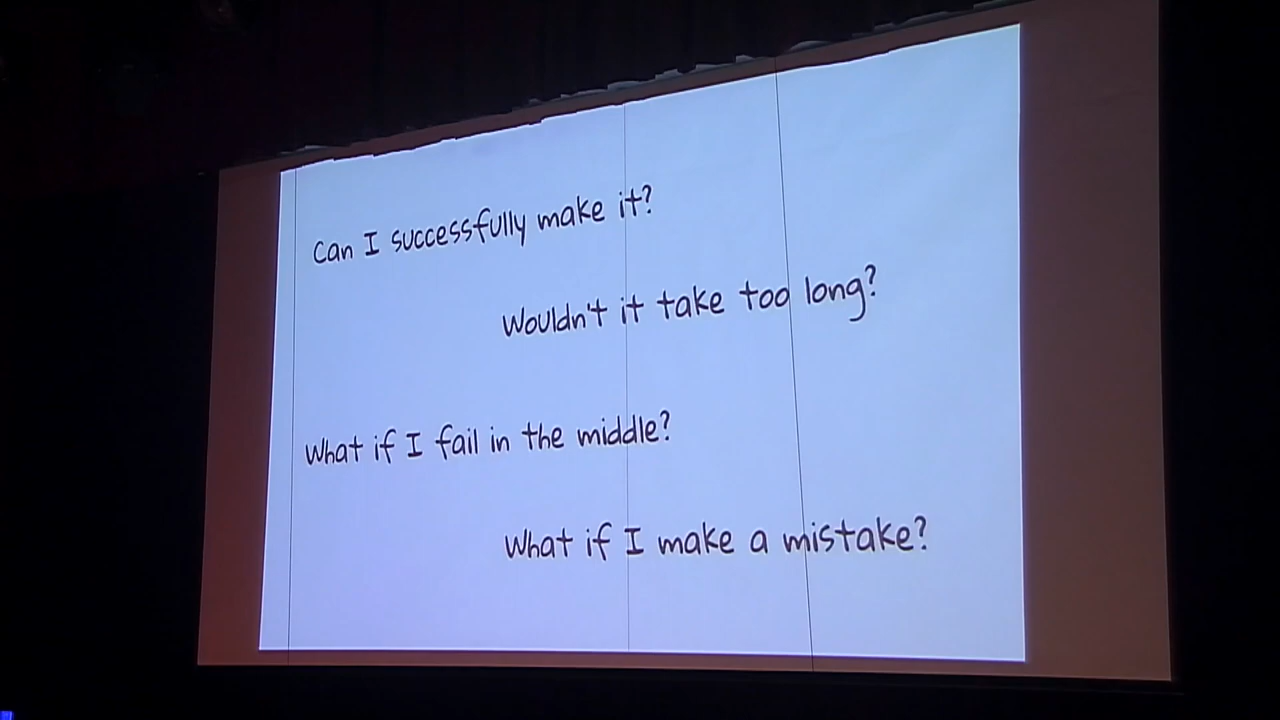 Can I successfully make it?
Wouldn't it take too long?
What if I fail in the middle?
What if I make a mistake?